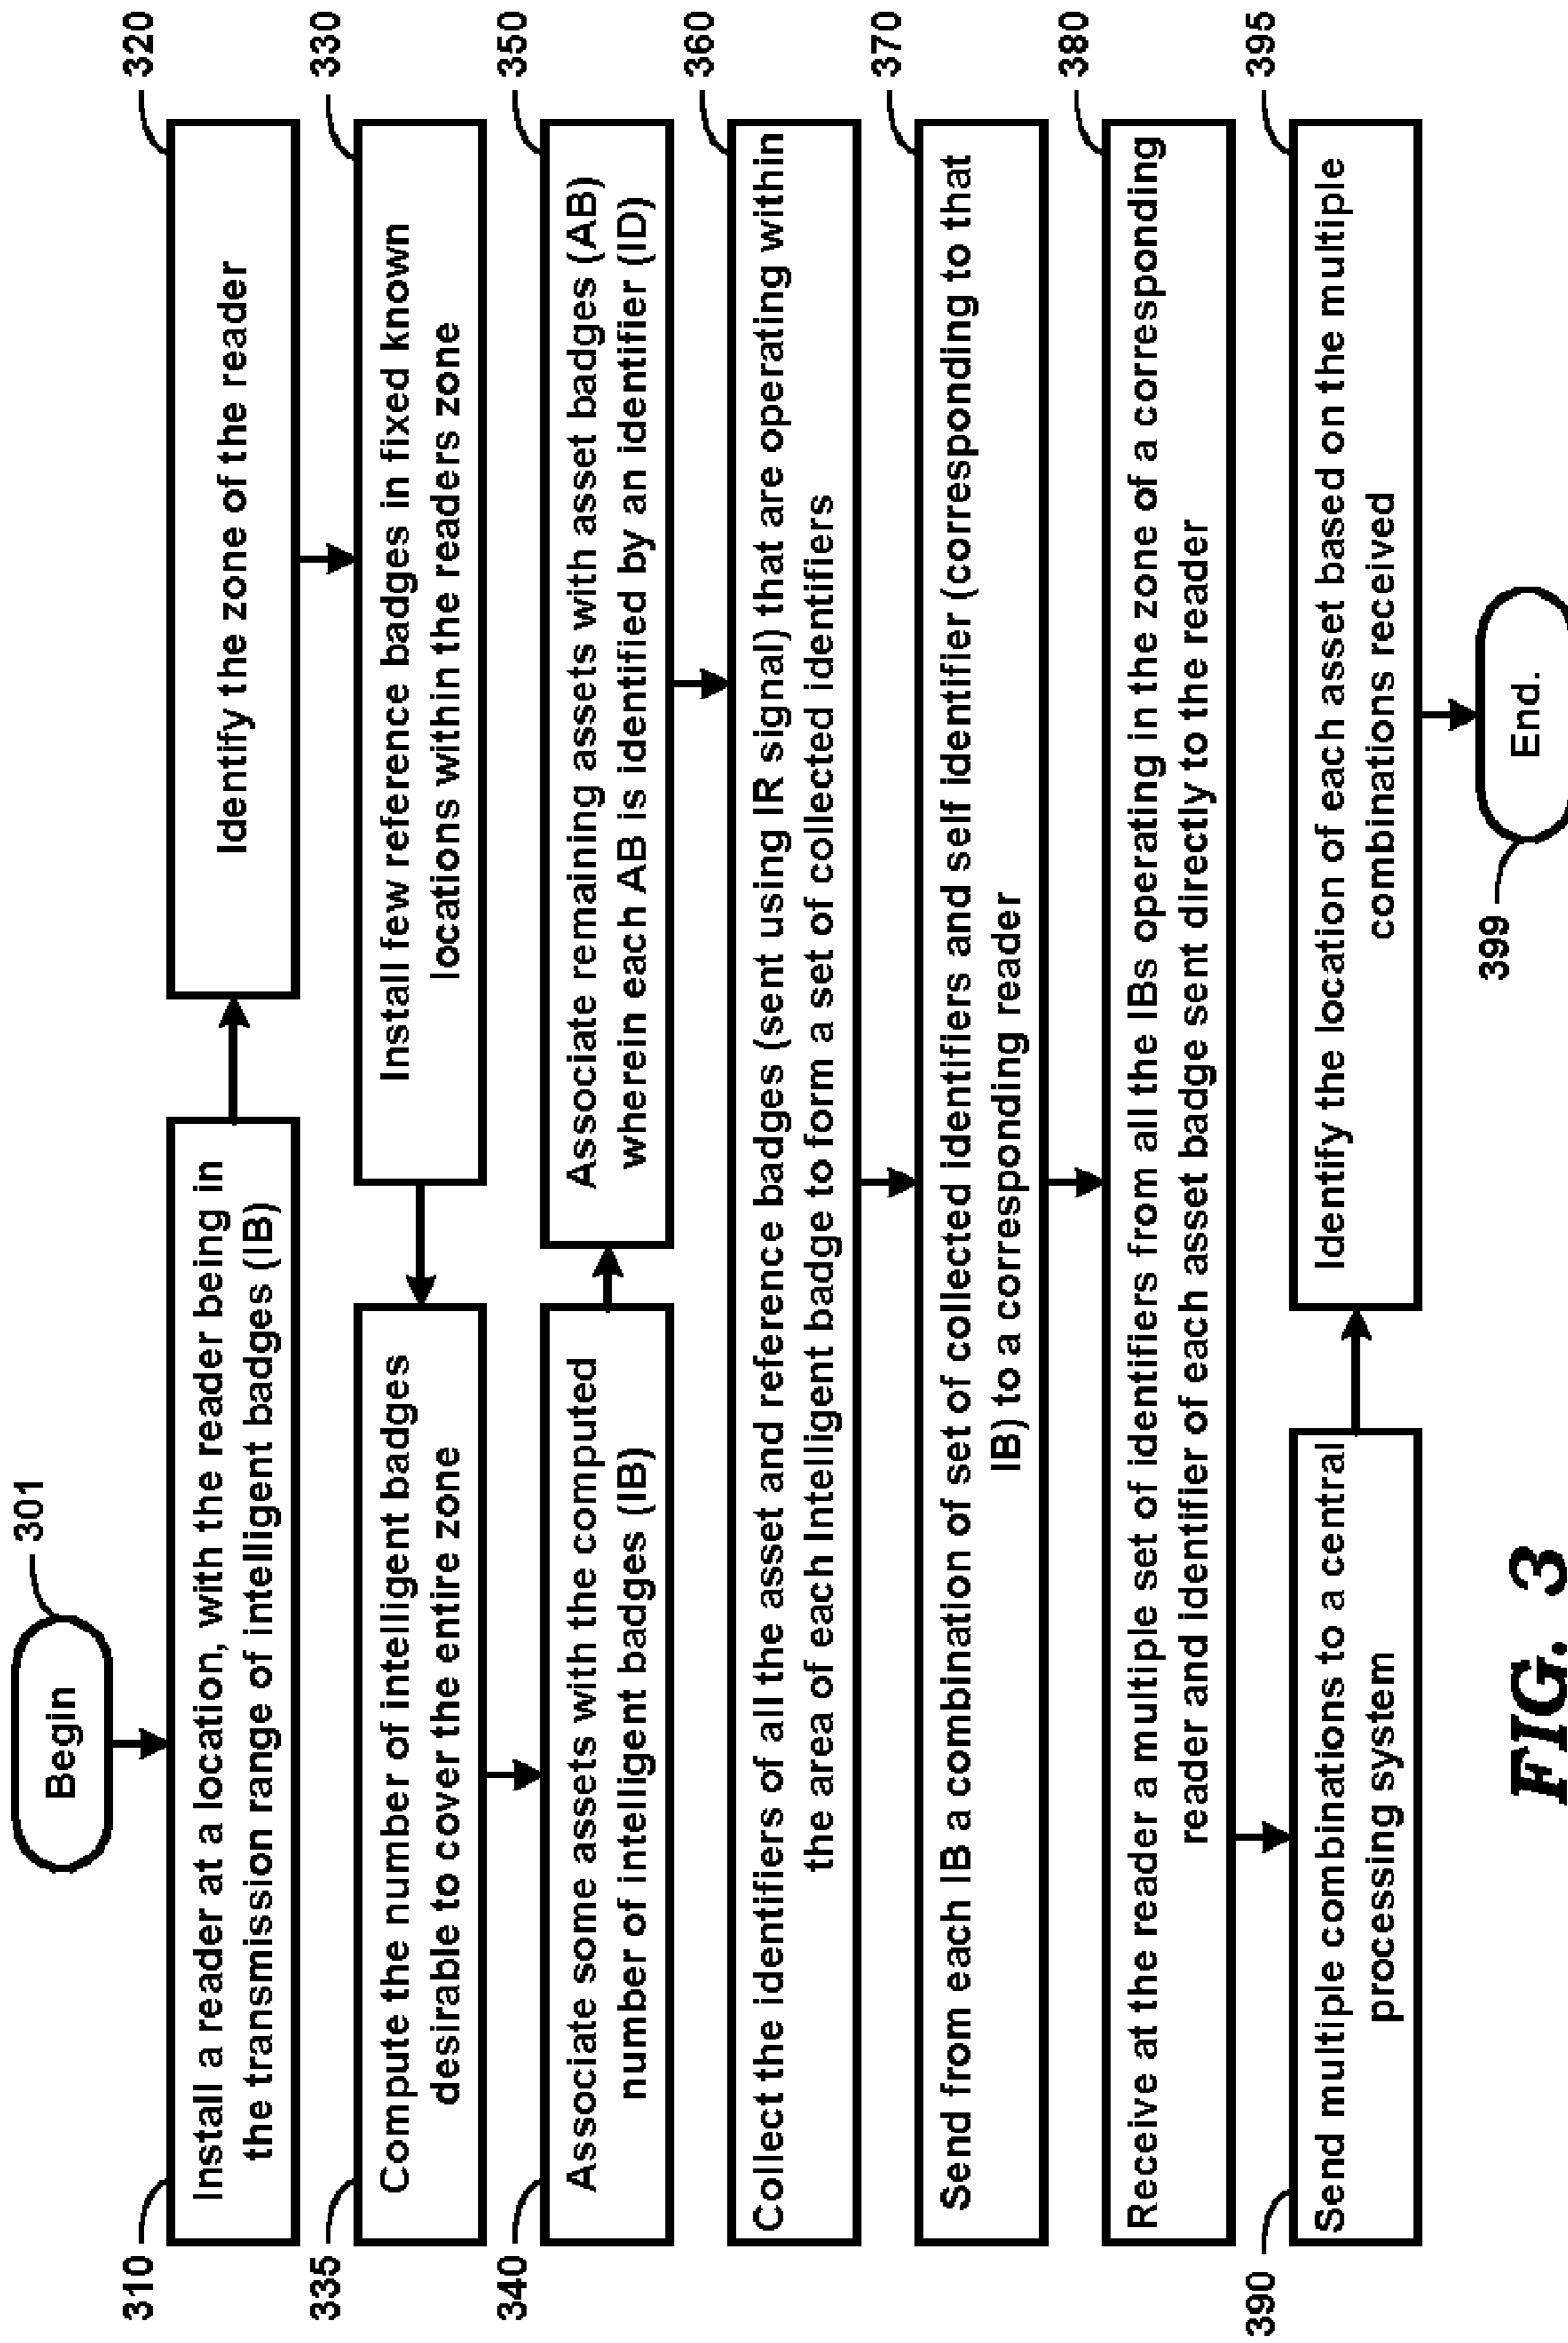 Begin
301
310
Install a reader at a location, with the reader being in
the transmission range of intelligent badges (IB)
320
Identify the zone of the reader
330
Install few reference badges in fixed known
locations within the readers zone
335
Compute the number of intelligent badges
desirable to cover the entire zone
340
Associate some assets with the computed
number of intelligent badges (IB)
350
Associate remaining assets with asset badges (AB)
wherein each AB is identified by an identifier (ID)
360
Collect the identifiers of all the asset and reference badges (sent using IR signal) that are operating within
the area of each Intelligent badge to form a set of collected identifiers
370
Send from each IB a combination of set of collected identifiers and self identifier (corresponding to that
IB) to a corresponding reader
380
Receive at the reader a multiple set of identifiers from all the IBs operating in the zone of a corresponding
reader and identifier of each asset badge sent directly to the reader
390
Send multiple combinations to a central
processing system
395
Identify the location of each asset based on the multiple
combinations received
399
End.
FIG. 3